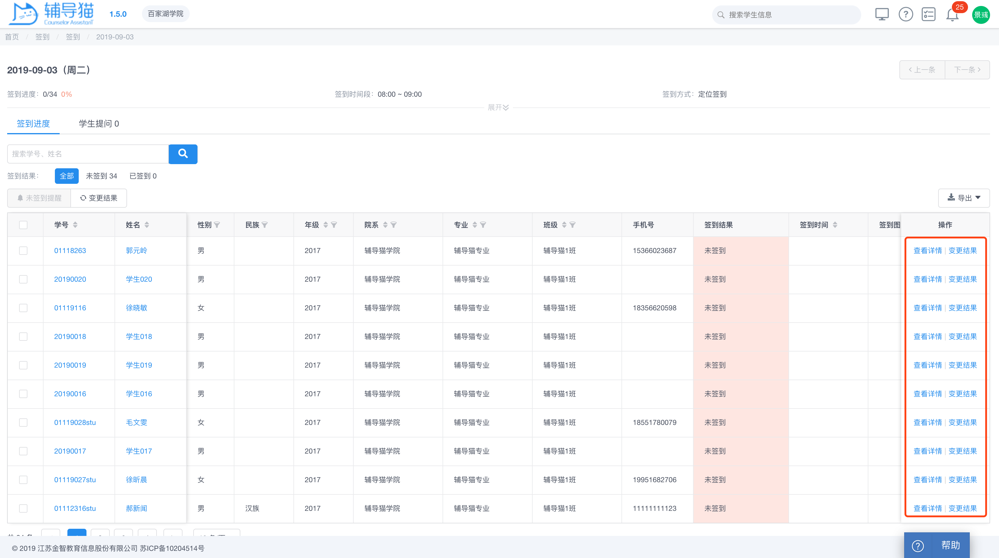 辅导猫 1.5.0 百家湖学院 搜索学生信息 25 景彧
Counselor AssistanT
首页 / 签到 / 签到 / 2019-09-03
2019-09-03（周二） 上一条 下一条
签到进度： 0/34 0% 签到时间段： 08:00 ~ 09:00 签到方式： 定位签到
展开
签到进度 学生提问 0
搜索学号、姓名
签到结果： 全部 未签到 34 已签到 0
未签到提醒 变更结果 导出
学号 姓名 性别 民族 年级 院系 专业 班级 手机号 签到结果 签到时间 签到图 操作
01118263 郭元岭 男 2017 辅导猫学院 辅导猫专业 辅导猫1班 15366023687 未签到 查看详情 | 变更结果
20190020 学生020 男 2017 辅导猫学院 辅导猫专业 辅导猫1班 未签到 查看详情 | 变更结果
01119116 徐晓敏 女 2017 辅导猫学院 辅导猫专业 辅导猫1班 18356620598 未签到 查看详情 | 变更结果
20190018 学生018 男 2017 辅导猫学院 辅导猫专业 辅导猫1班 未签到 查看详情 | 变更结果
20190019 学生019 男 2017 辅导猫学院 辅导猫专业 辅导猫1班 未签到 查看详情 | 变更结果
20190016 学生016 男 2017 辅导猫学院 辅导猫专业 辅导猫1班 未签到 查看详情 | 变更结果
01119028stu 毛文雯 女 2017 辅导猫学院 辅导猫专业 辅导猫1班 18551780079 未签到 查看详情 | 变更结果
20190017 学生017 男 2017 辅导猫学院 辅导猫专业 辅导猫1班 未签到 查看详情 | 变更结果
01119027stu 徐昕晨 女 2017 辅导猫学院 辅导猫专业 辅导猫1班 19951682706 未签到 查看详情 | 变更结果
01112316stu 郝新闻 男 汉族 2017 辅导猫学院 辅导猫专业 辅导猫1班 11111111123 未签到 查看详情 | 变更结果
© 2019 江苏金智教育信息股份有限公司 苏ICP备10204514号
? 帮助